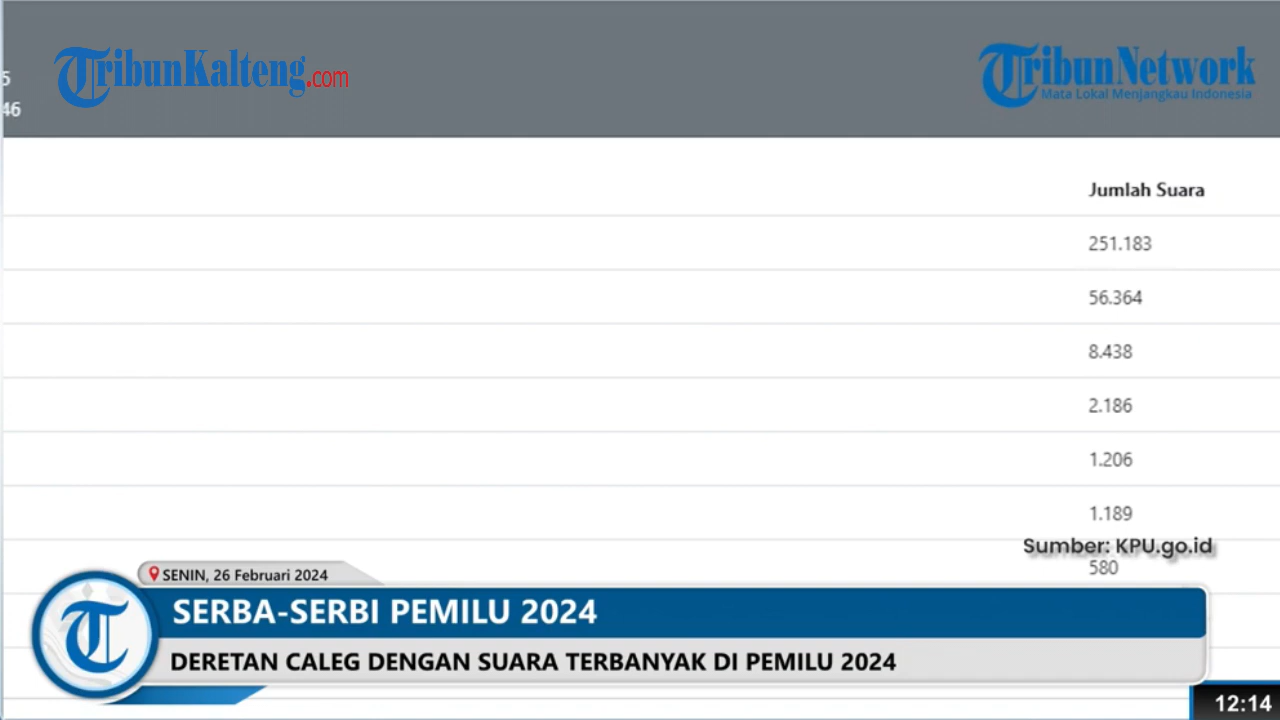 TribunKalteng.com
TribunNetwork
Mata Lokal Menjangkau Indonesia
5
46
Jumlah Suara
251.183
56.364
8.438
2.186
1.206
1.189
Sumber: KPU.go.id
580
SENIN, 26 Februari 2024
SERBA-SERBI PEMILU 2024
DERETAN CALEG DENGAN SUARA TERBANYAK DI PEMILU 2024
12:14